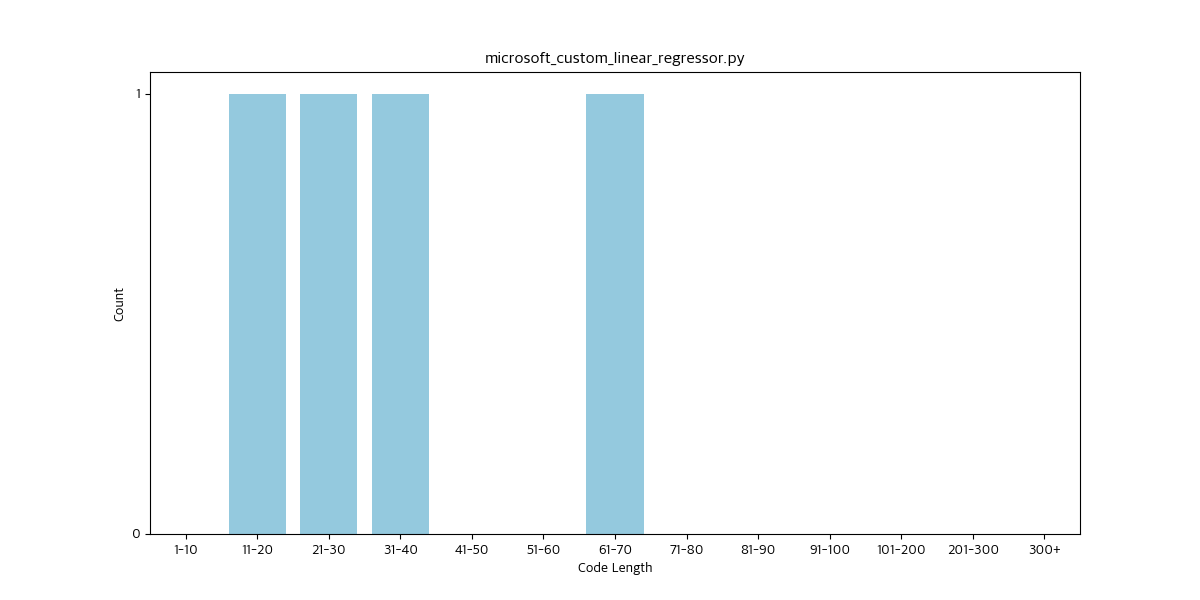 microsoft_custom_linear_regressor.py
1
Count
0
1-10 11-20 21-30 31-40 41-50 51-60 61-70 71-80 81-90 91-100 101-200 201-300 300+
Code Length